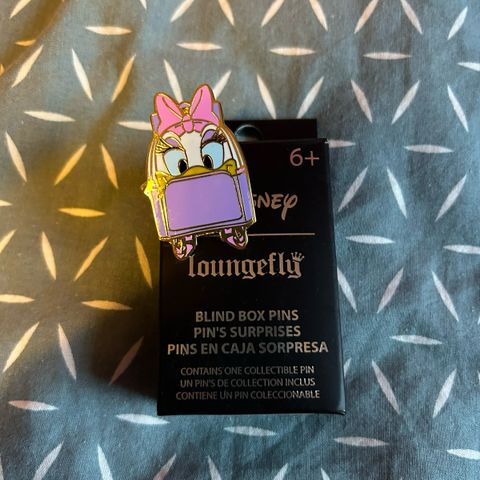 6+
loungefly
BLIND BOX PINS
PIN'S SURPRISES
PINS EN CAJA SORPRESA
CONTAINS ONE COLLECTIBLE PIN
UN PIN'S DE COLLECTION INCLUS
CONTIENE UN PIN COLECCIONABLE